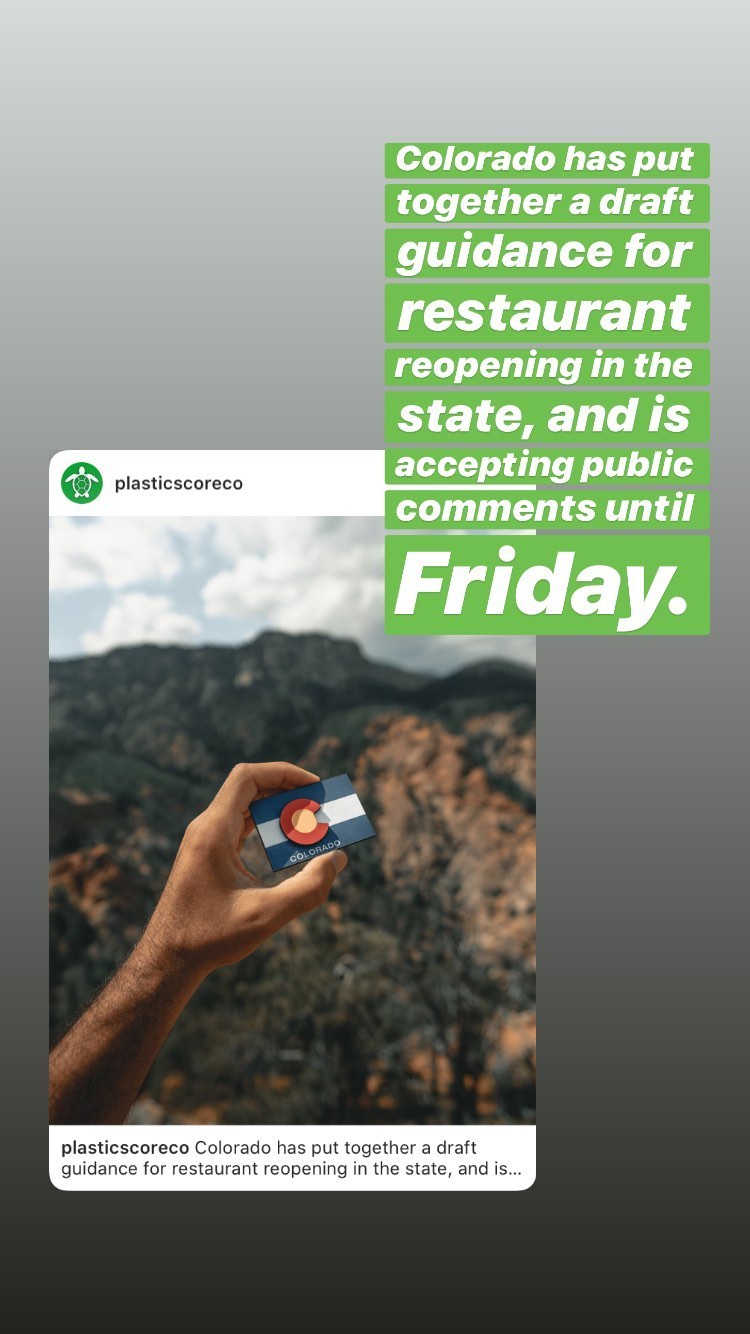 Colorado has put
together a draft
guidance for
restaurant
reopening in the
state, and is
accepting public
comments until
Friday.
plasticscoreco
COLORADO
plasticscoreco Colorado has put together a draft
guidance for restaurant reopening in the state, and is...